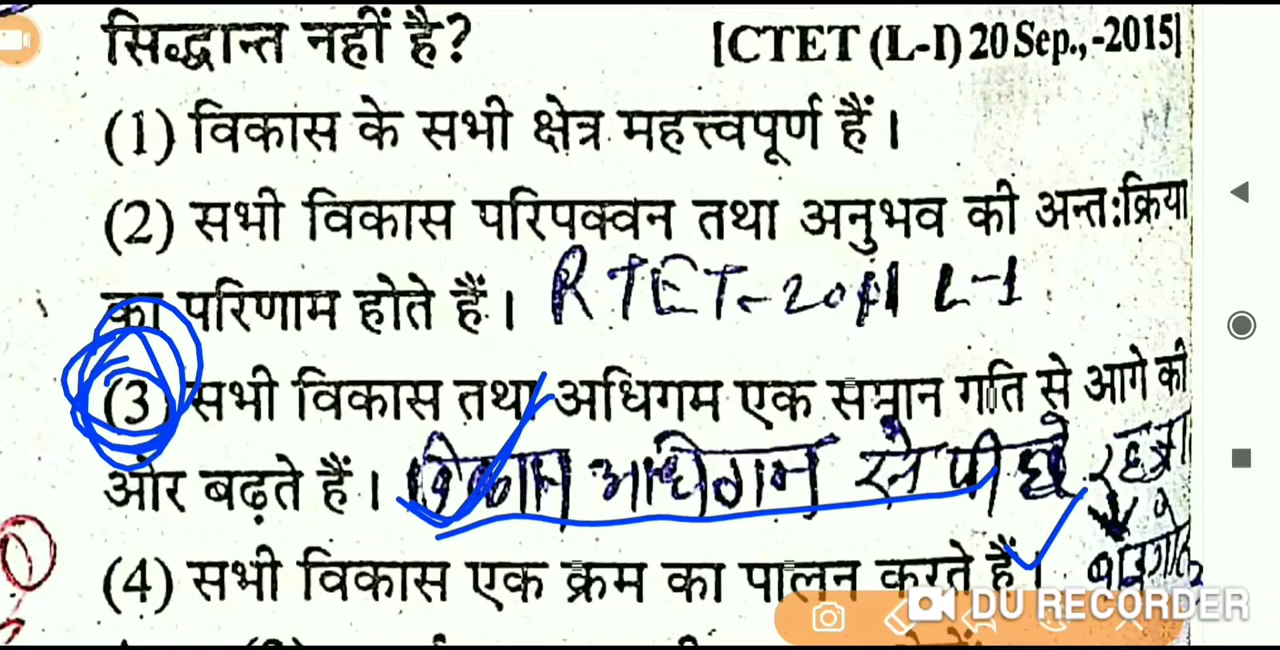 सिद्धान्त नहीं है? [CTET (L-I) 20 Sep.,-2015]
(1) विकास के सभी क्षेत्र महत्त्वपूर्ण हैं।
(2) सभी विकास परिपक्वन तथा अनुभव की अन्त:क्रिया
का परिणाम होते हैं। RTET-2011 L-1
(3) सभी विकास तथा अधिगम एक समान गति से आगे की
ओर बढ़ते हैं। विकास अधिगम से पीछे रहता
(4) सभी विकास एक क्रम का पालन करते हैं।
DU RECORDER